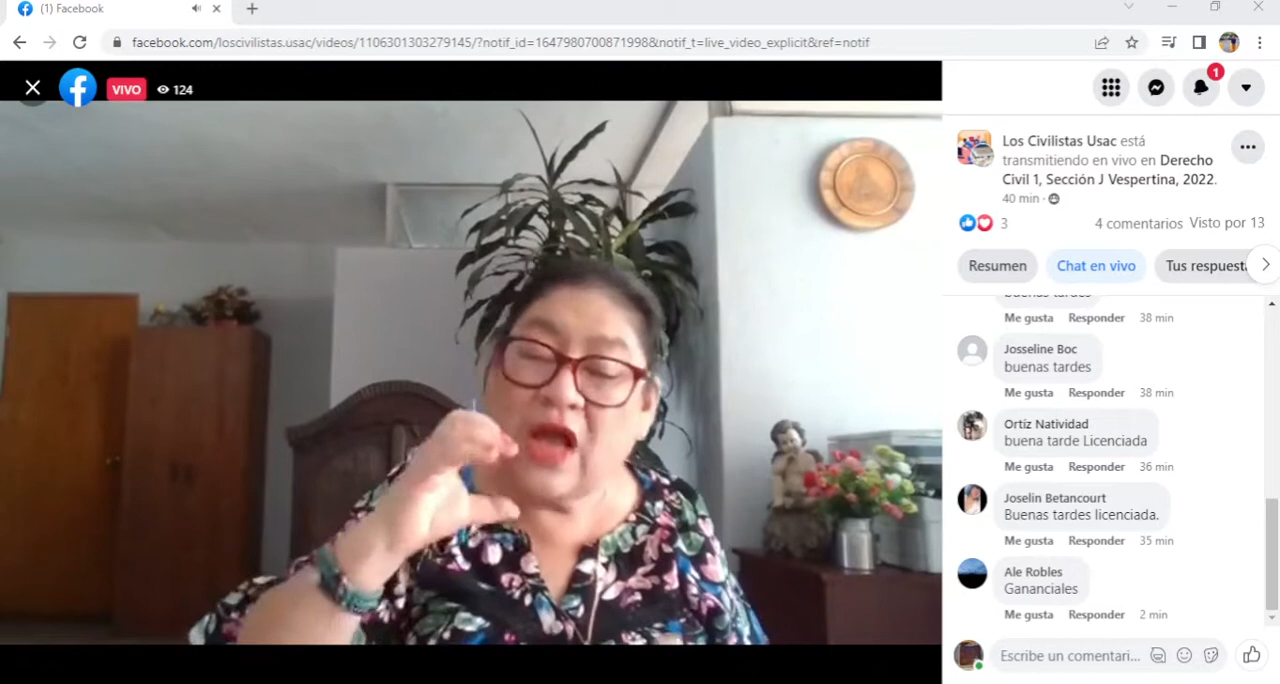 (1) Facebook
facebook.com/loscivilistas.usac/videos/1106301303279145/?notif_id=1647980700871998&notif_t=live_video_explicit&ref=notif
VIVO 124
1
Los Civilistas Usac está
transmitiendo en vivo en Derecho
Civil 1, Sección J Vespertina, 2022.
40 min ·
3 4 comentarios Visto por 13
Resumen Chat en vivo Tus respuesta
buenas tardes
Me gusta Responder 38 min
Josseline Boc
buenas tardes
Me gusta Responder 38 min
Ortíz Natividad
buena tarde Licenciada
Me gusta Responder 36 min
Joselin Betancourt
Buenas tardes licenciada.
Me gusta Responder 35 min
Ale Robles
Gananciales
Me gusta Responder 2 min
Escribe un comentari...